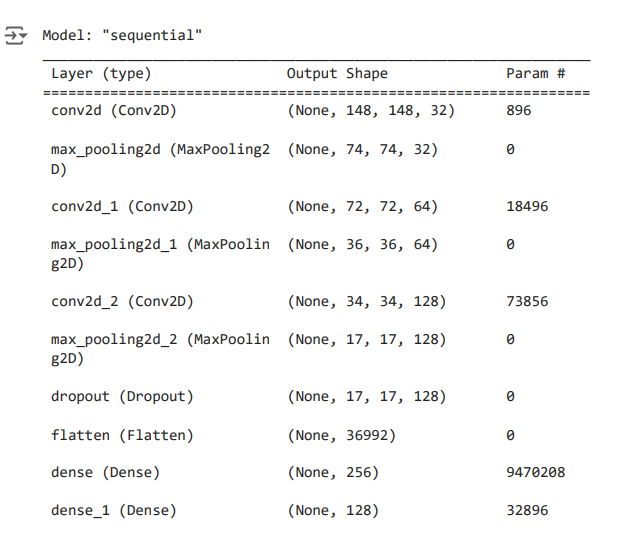 Model: "sequential"
Layer (type) Output Shape Param #
conv2d (Conv2D) (None, 148, 148, 32) 896
max_pooling2d (MaxPooling2 (None, 74, 74, 32) 0
D)
conv2d_1 (Conv2D) (None, 72, 72, 64) 18496
max_pooling2d_1 (MaxPoolin (None, 36, 36, 64) 0
g2D)
conv2d_2 (Conv2D) (None, 34, 34, 128) 73856
max_pooling2d_2 (MaxPoolin (None, 17, 17, 128) 0
g2D)
dropout (Dropout) (None, 17, 17, 128) 0
flatten (Flatten) (None, 36992) 0
dense (Dense) (None, 256) 9470208
dense_1 (Dense) (None, 128) 32896